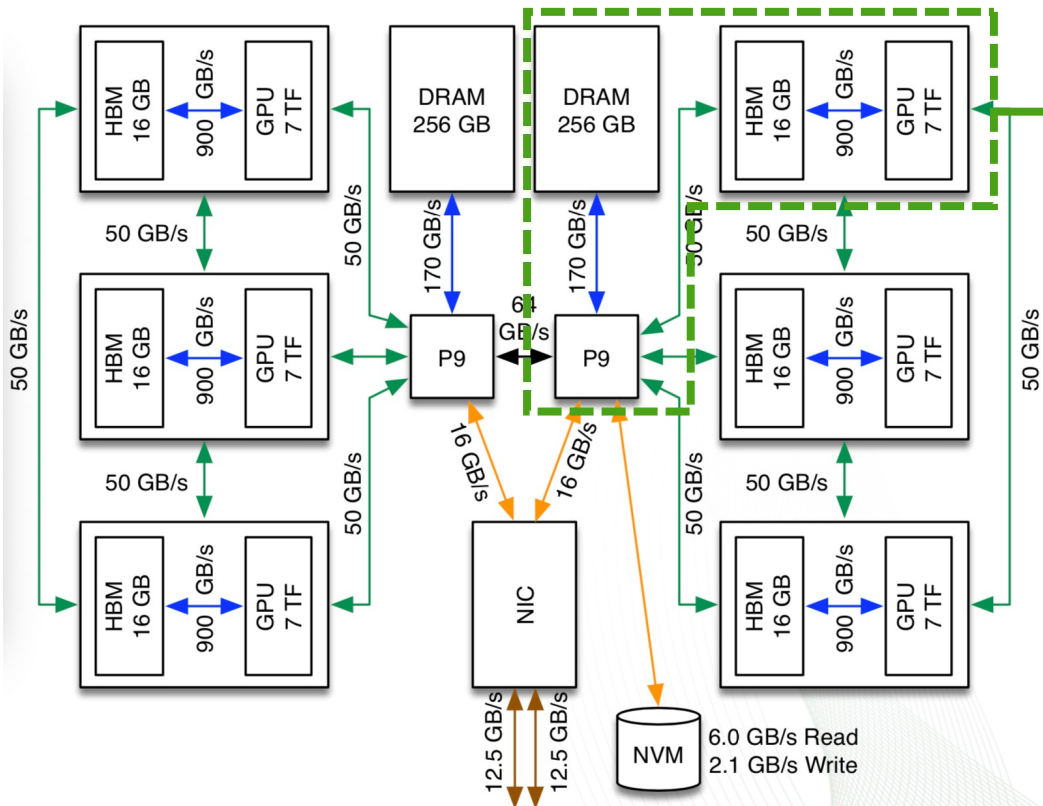 HBM
16 GB
900
GB/s
GPU
7 TF
DRAM
256 GB
DRAM
256 GB
HBM
16 GB
900
GB/s
GPU
7 TF
50 GB/s
50 GB/s
170 GB/s
170 GB/s
50 GB/s
50 GB/s
50 GB/s
HBM
16 GB
900
GB/s
GPU
7 TF
64
GB/s
P9
P9
HBM
16 GB
900
GB/s
GPU
7 TF
50 GB/s
50 GB/s
50 GB/s
16 GB/s
16 GB/s
50 GB/s
50 GB/s
HBM
16 GB
900
GB/s
GPU
7 TF
NIC
HBM
16 GB
900
GB/s
GPU
7 TF
12.5 GB/s
12.5 GB/s
NVM
6.0 GB/s Read
2.1 GB/s Write
50 GB/s